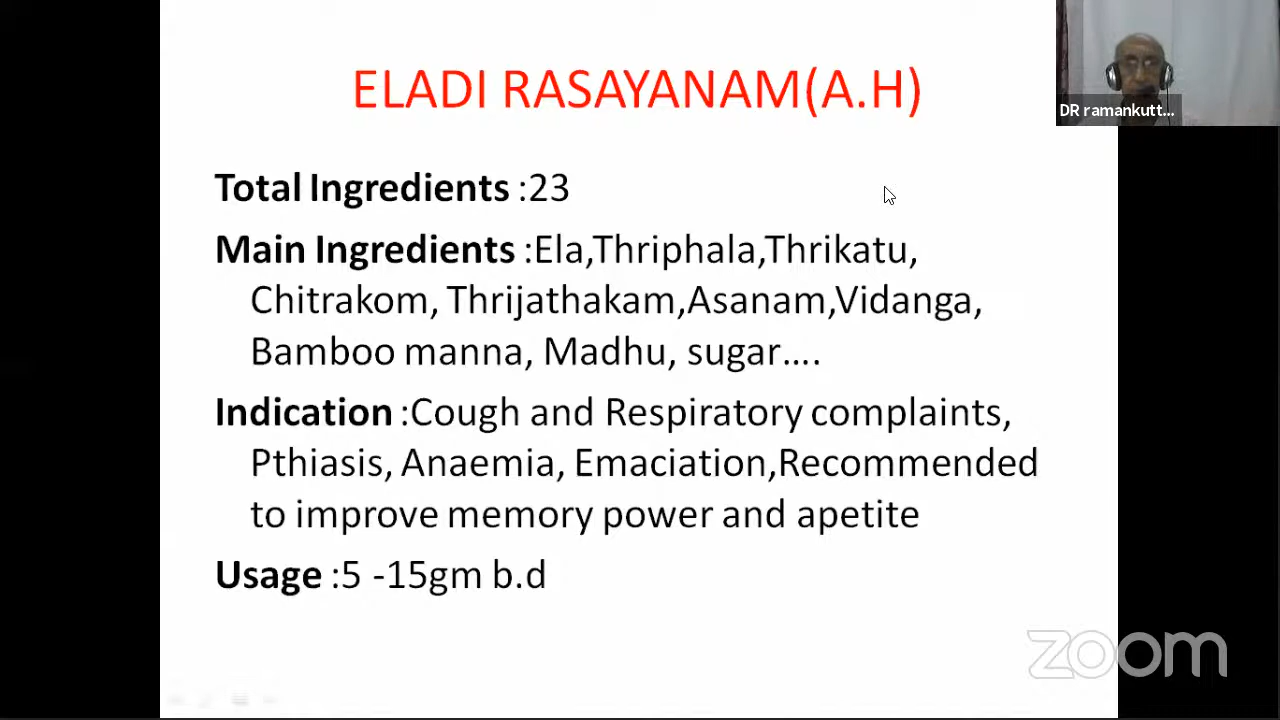 ELADI RASAYANAM(A.H)
DR ramankutt...
Total Ingredients :23
Main Ingredients :Ela,Thriphala,Thrikatu,
Chitrakom, Thrijathakam,Asanam,Vidanga,
Bamboo manna, Madhu, sugar....
Indication :Cough and Respiratory complaints,
Pthiasis, Anaemia, Emaciation,Recommended
to improve memory power and apetite
Usage :5 -15gm b.d
zoom